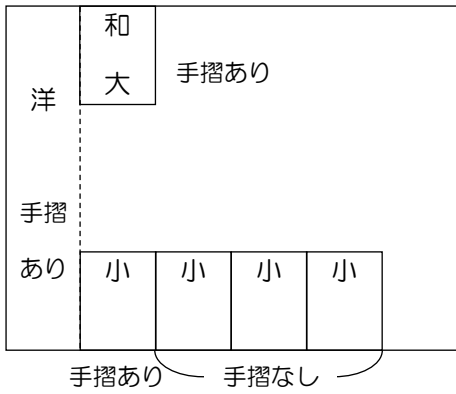 和
大
手摺あり
洋
手摺
あり
小 小 小 小
手摺あり 手摺なし